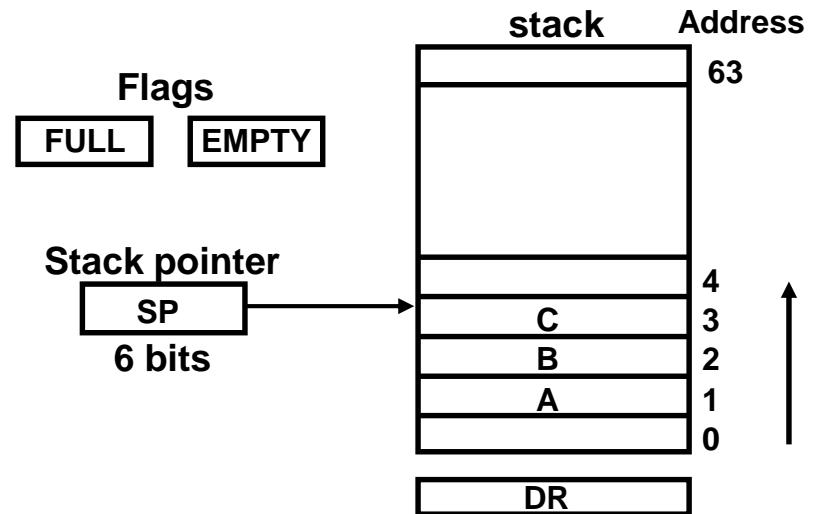 stack Address
63
Flags
FULL EMPTY
4
Stack pointer
SP C 3
6 bits B 2
A 1
0
DR